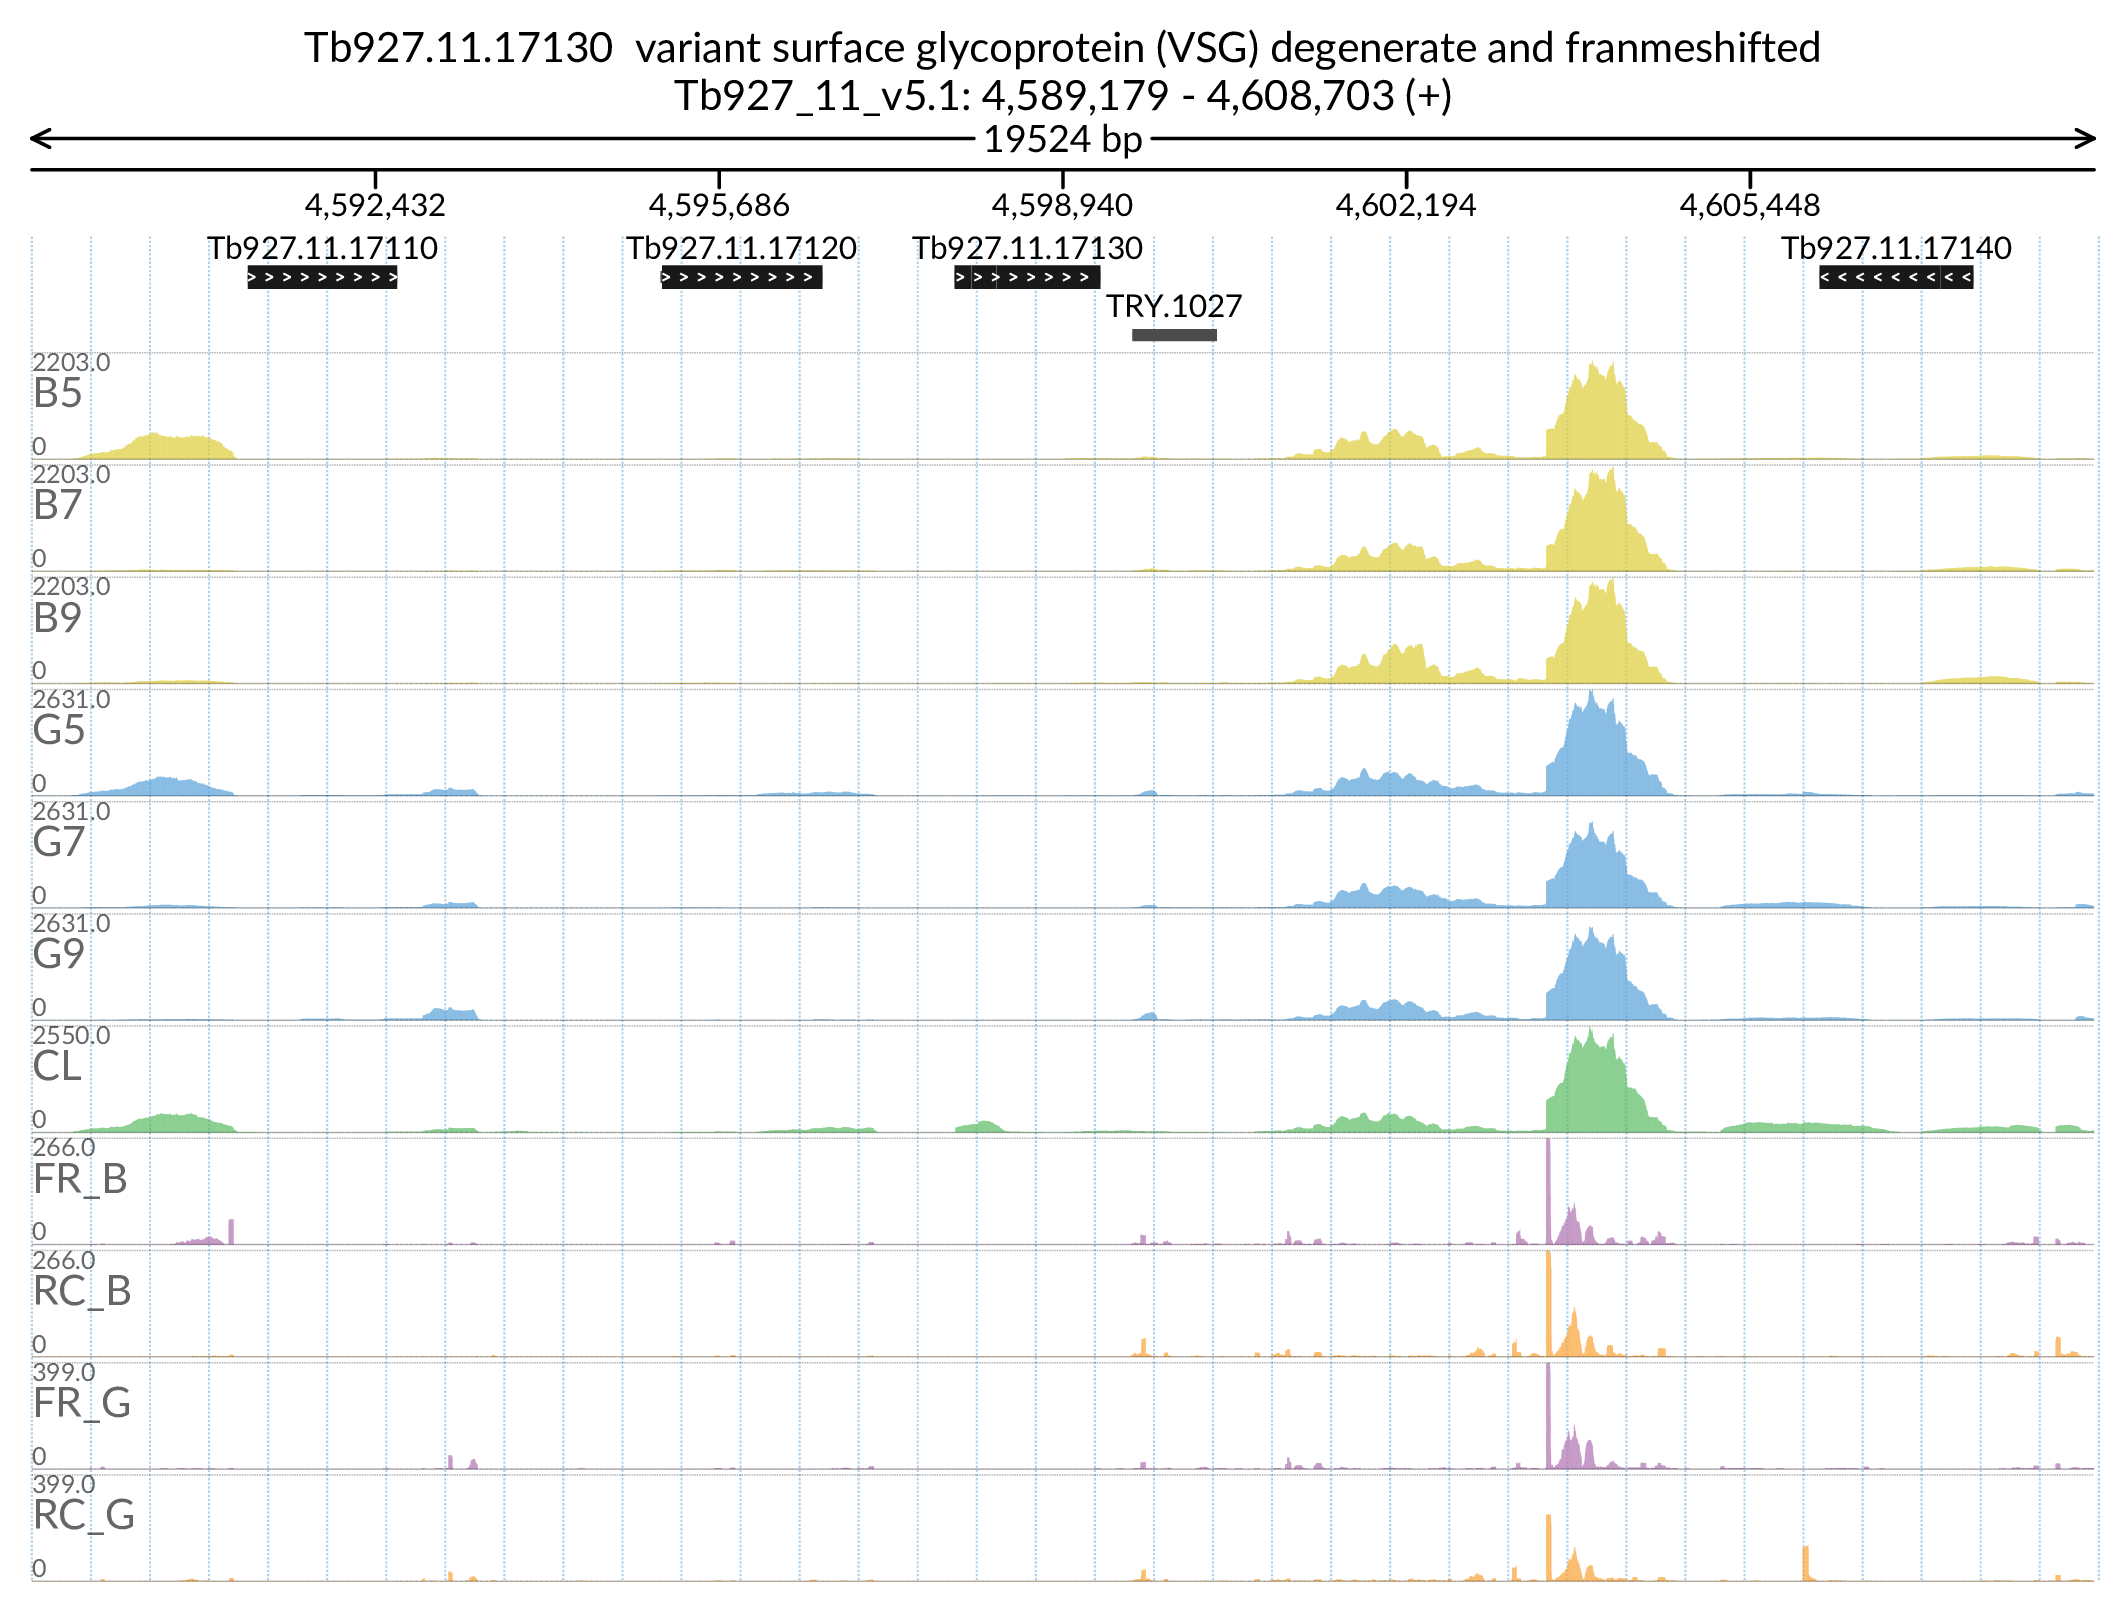 Tb927.11.17130  variant surface glycoprotein (VSG) degenerate and franmeshifted
Tb927_11_v5.1: 4,589,179 - 4,608,703 (+)
19524 bp
4,592,432 4,595,686 4,598,940 4,602,194 4,605,448
Tb927.11.17110 Tb927.11.17120 Tb927.11.17130 Tb927.11.17140
TRY.1027
2203.0
B5
0
2203.0
B7
0
2203.0
B9
0
2631.0
G5
0
2631.0
G7
0
2631.0
G9
0
2550.0
CL
0
266.0
FR_B
0
266.0
RC_B
0
399.0
FR_G
0
399.0
RC_G
0